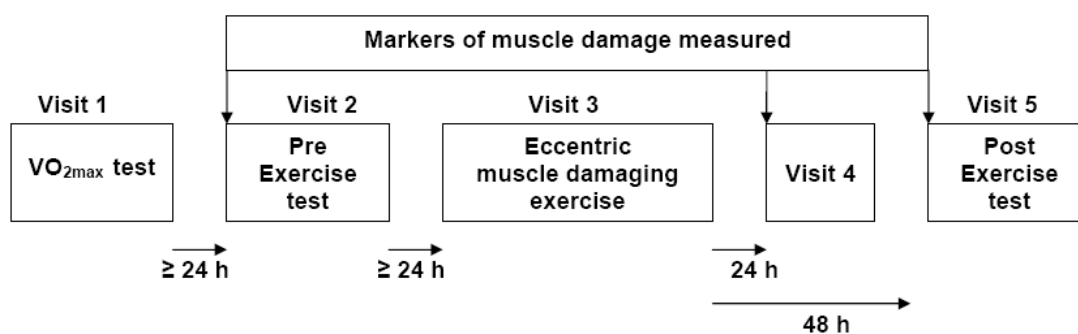 Markers of muscle damage measured
Visit 1
Visit 2
Visit 3
Visit 5
VO2max test
Pre
Exercise
test
Eccentric
muscle damaging
exercise
Visit 4
Post
Exercise
test
≥ 24 h
≥ 24 h
24 h
48 h